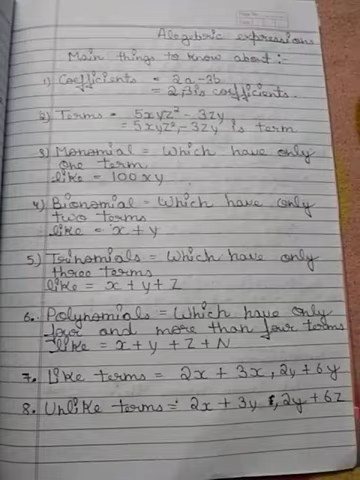 Alogebric expressions
Main things to know about :-
1) Coefficients = 2a, -3b
= 2,3 is coefficients.
2) Terms = 5xyz² - 3zy
= 5xyz², -3zy is term
3) Monomial = Which have only
one term
like = 100xy
4) Bionomial = Which have only
two terms
like = x + y
5) Trinomials = Which have only
three terms
like = x + y + z
6. Polynomials = Which have only
four and more than four terms
like = x + y + z + N
7. Like terms = 2x + 3x, 2y + 6y
8. Unlike terms = 2x + 3y, 2y + 6z